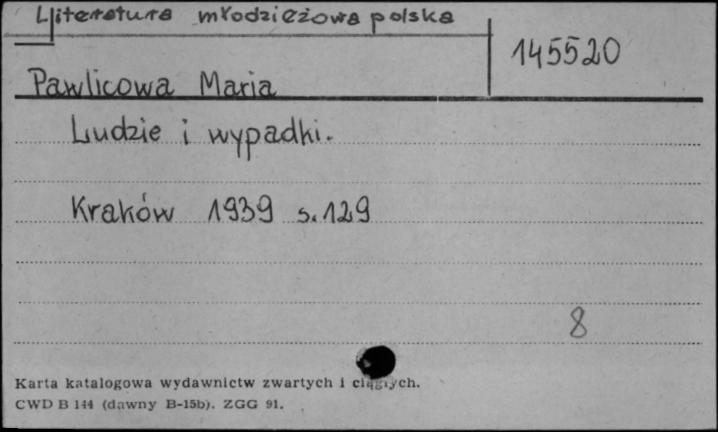 Literatura młodzieżowa polska
145520
Pawlicowa Maria
Ludzie i wypadki.
Kraków 1939 s. 129
8
Karta katalogowa wydawnictw zwartych i ciągłych.
CWD B 144 (dawny B-15b). ZGG 91.